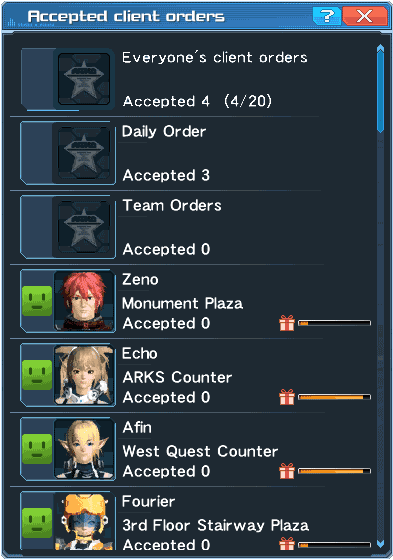 Accepted client orders
?
Everyone's client orders
Accepted 4 (4/20)
Daily Order
Accepted 3
Team Orders
Accepted 0
Zeno
Monument Plaza
Accepted 0
Echo
ARKS Counter
Accepted 0
Afin
West Quest Counter
Accepted 0
Fourier
3rd Floor Stairway Plaza
Accepted 0